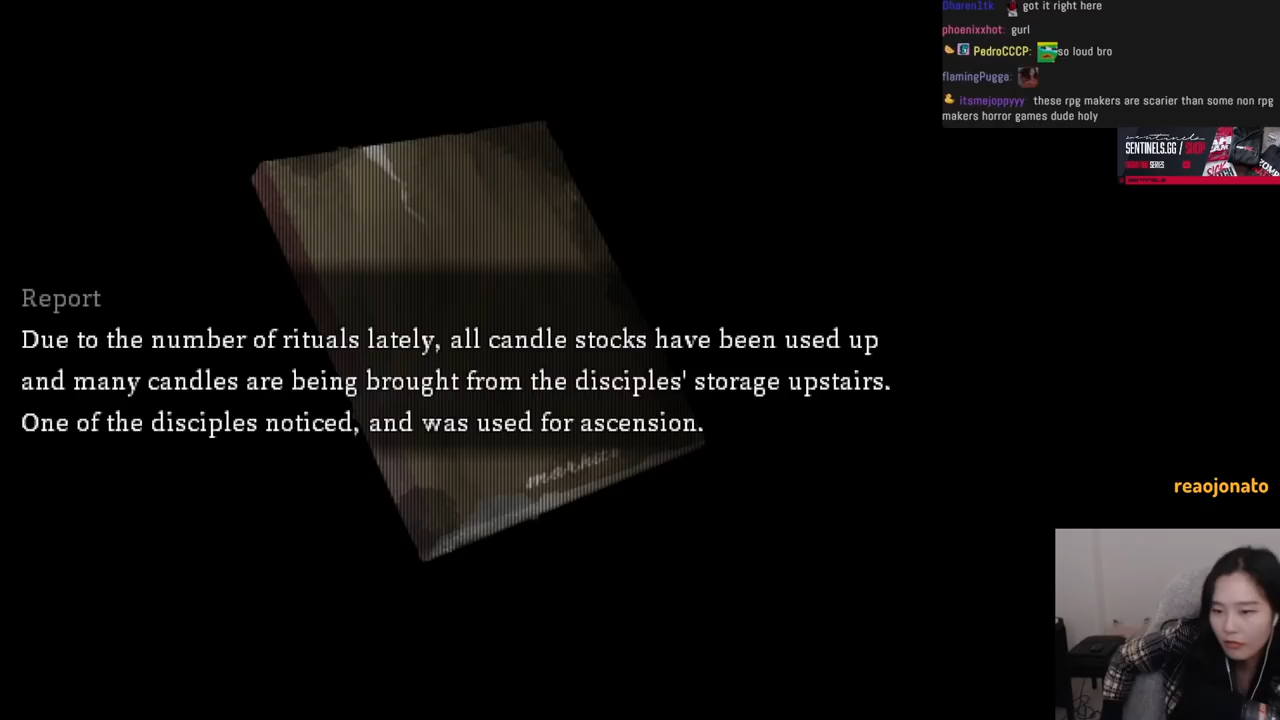 Dharen1tk: got it right here
phoenixxhot: gurl
PedroCCCP: so loud bro
flamingPugga:
itsmejoppyyy these rpg makers are scarier than some non rpg
makers horror games dude holy
SENTINELS.GG / SHOP
Report
Due to the number of rituals lately, all candle stocks have been used up
and many candles are being brought from the disciples' storage upstairs.
One of the disciples noticed, and was used for ascension.
reaojonato